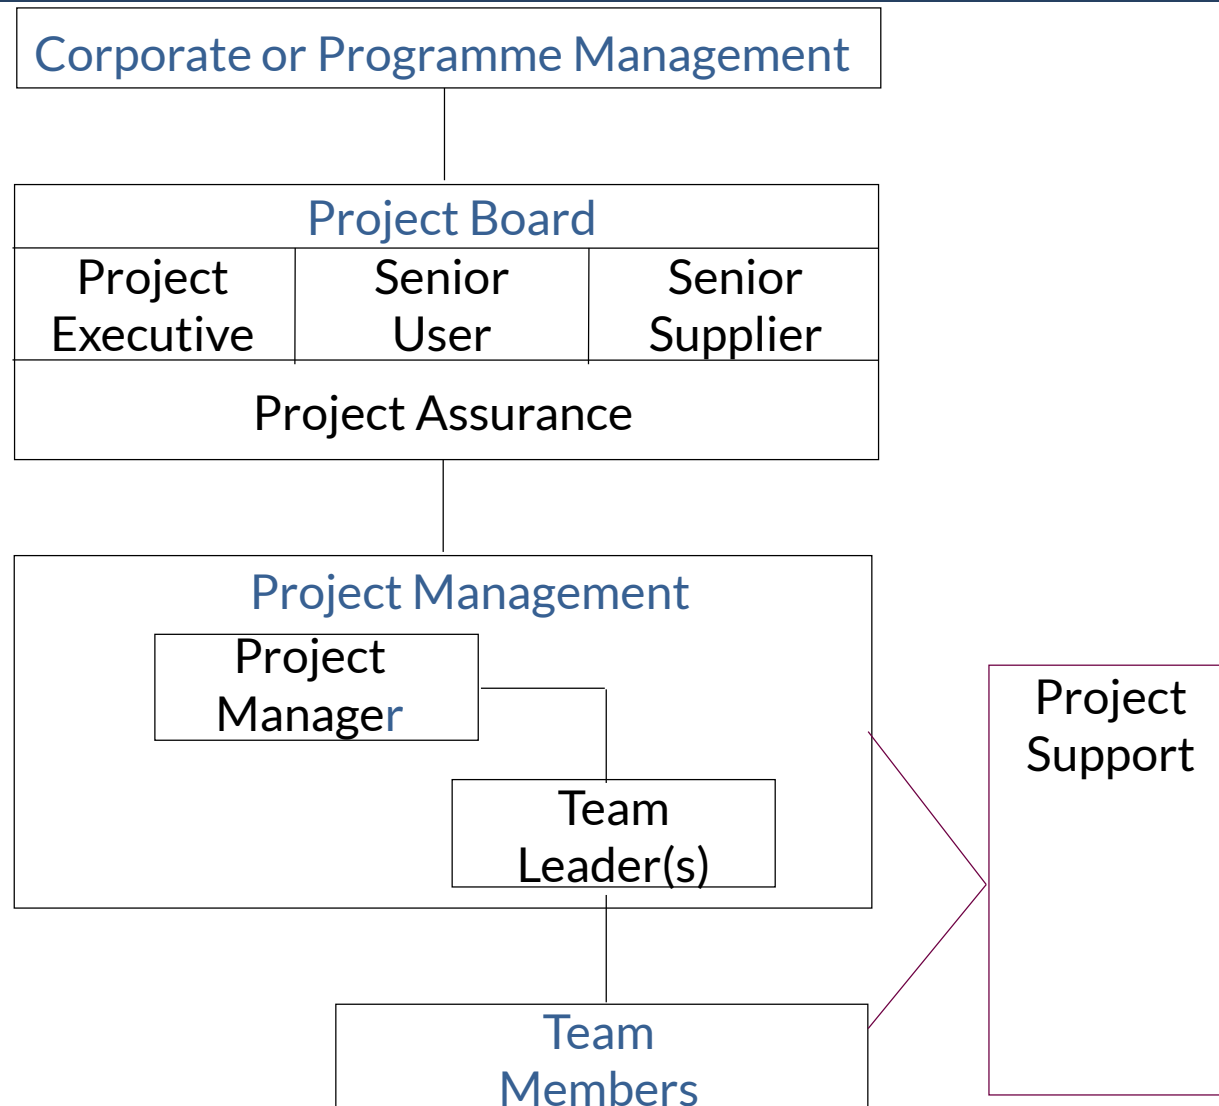 Corporate or Programme Management
Project Board
Project
Executive
Senior
User
Senior
Supplier
Project Assurance
Project Management
Project
Manager
Team
Leader(s)
Project
Support
Team
Members